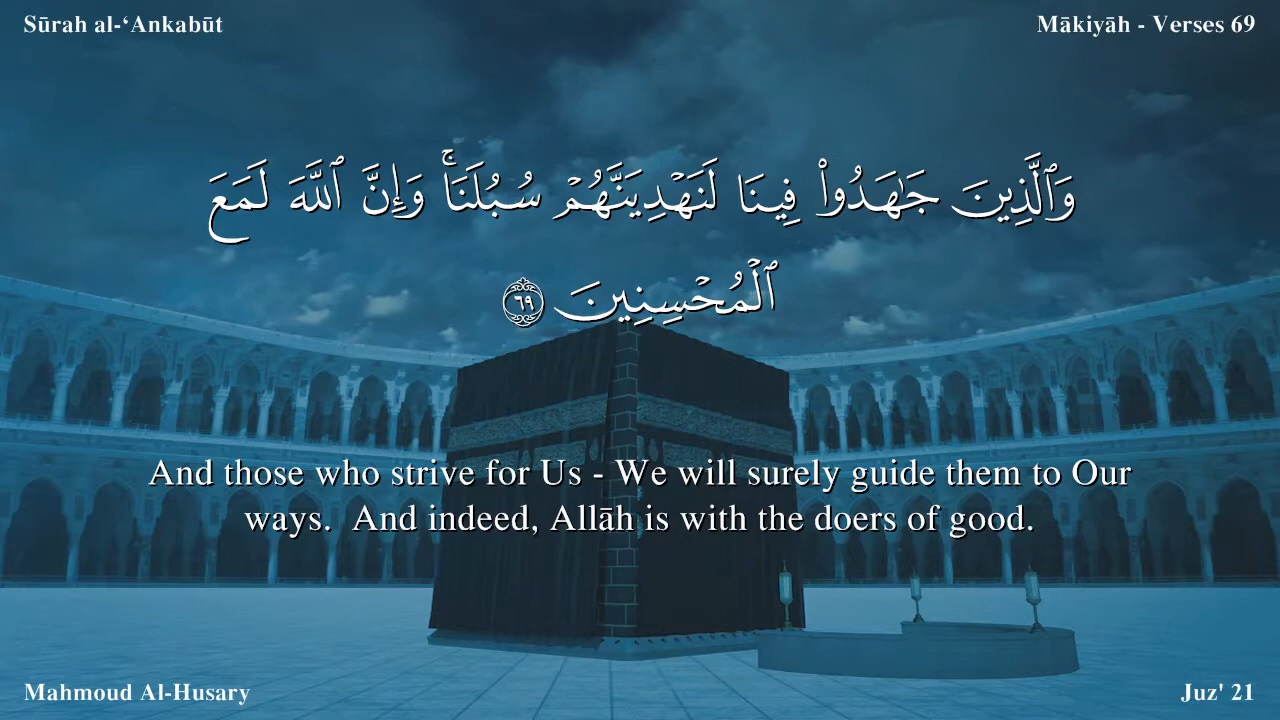 Sūrah al-‘Ankabūt
Mākiyāh - Verses 69
وَٱلَّذِينَ جَـٰهَدُوا۟ فِينَا لَنَهْدِيَنَّهُمْ سُبُلَنَا ۚ وَإِنَّ ٱللَّهَ لَمَعَ
ٱلْمُحْسِنِينَ ٦٩
And those who strive for Us - We will surely guide them to Our
ways. And indeed, Allāh is with the doers of good.
Mahmoud Al-Husary
Juz' 21